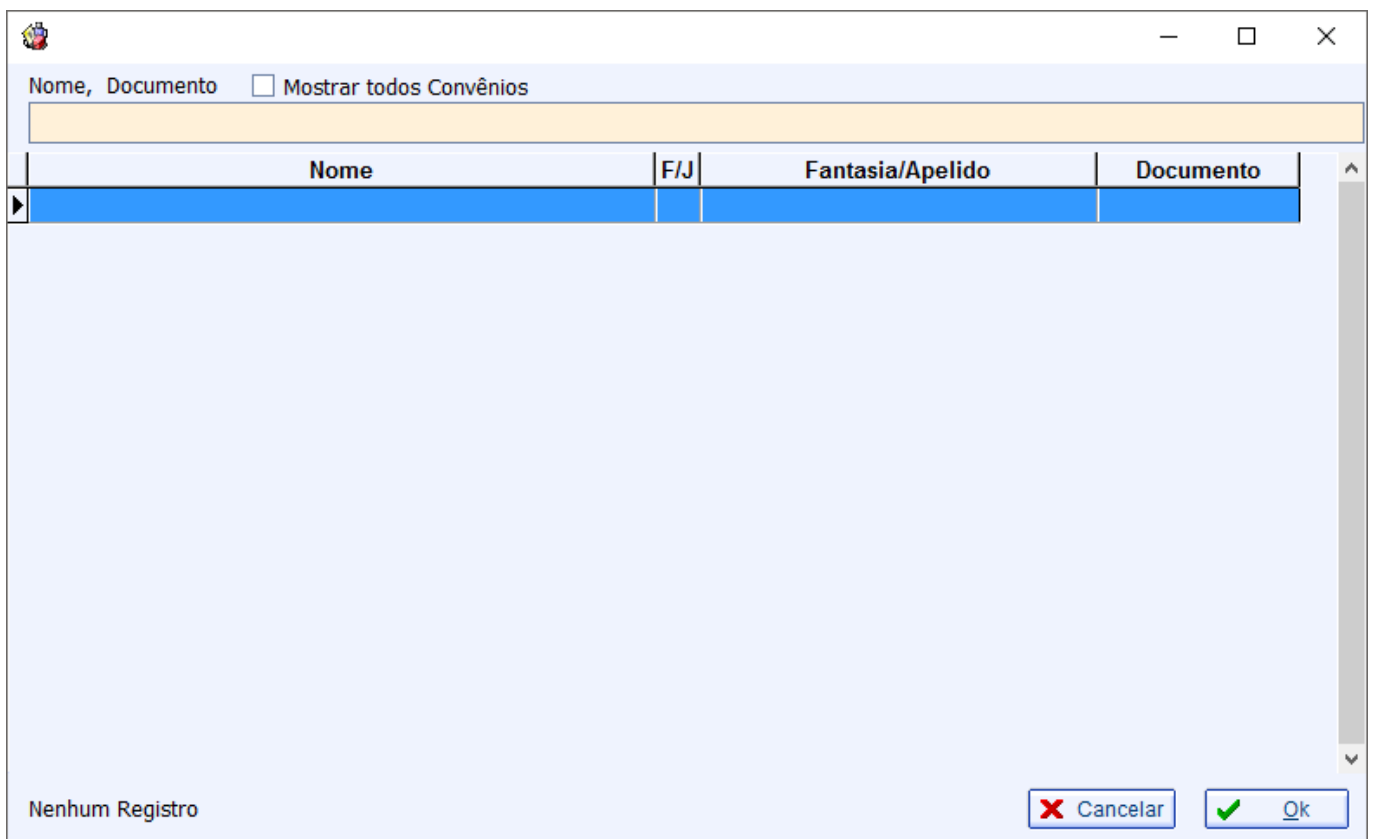 Nome, Documento Mostrar todos Convênios
Nome F/J Fantasia/Apelido Documento
Nenhum Registro Cancelar Ok